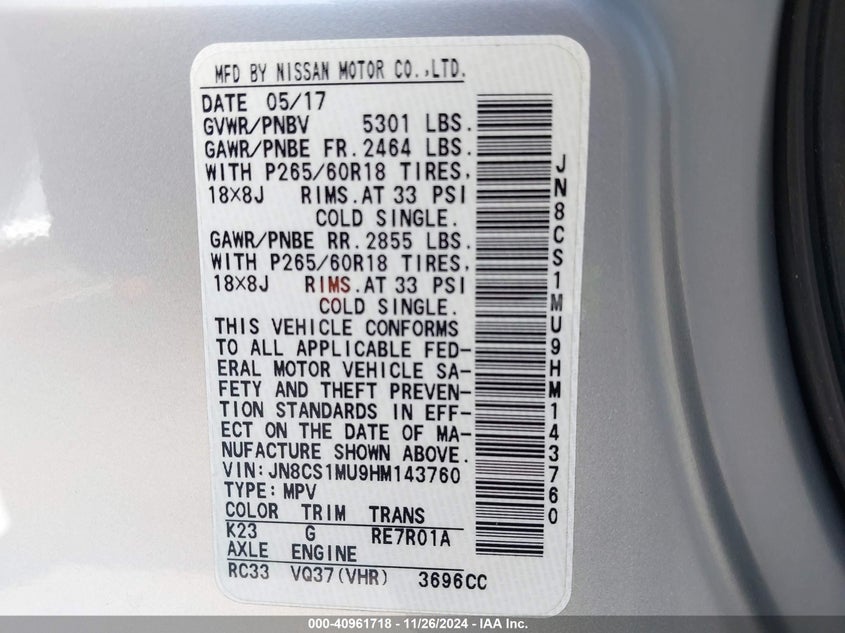 MFD BY NISSAN MOTOR CO.,LTD.
DATE 05/17
GVWR/PNBV 5301 LBS.
GAWR/PNBE FR.2464 LBS.
WITH P265/60R18 TIRES,
18×8J RIMS.AT 33 PSI
COLD SINGLE.
GAWR/PNBE RR.2855 LBS.
WITH P265/60R18 TIRES,
18×8J RIMS.AT 33 PSI
COLD SINGLE.
THIS VEHICLE CONFORMS
TO ALL APPLICABLE FED-
ERAL MOTOR VEHICLE SA-
FETY AND THEFT PREVEN-
TION STANDARDS IN EFF-
ECT ON THE DATE OF MA-
NUFACTURE SHOWN ABOVE.
VIN:JN8CS1MU9HM143760
TYPE:MPV
COLOR TRIM TRANS
K23 G RE7R01A
AXLE ENGINE
RC33 VQ37(VHR) 3696CC
JN8CS1MU9HM143760
000-40961718 - 11/26/2024 - IAA Inc.